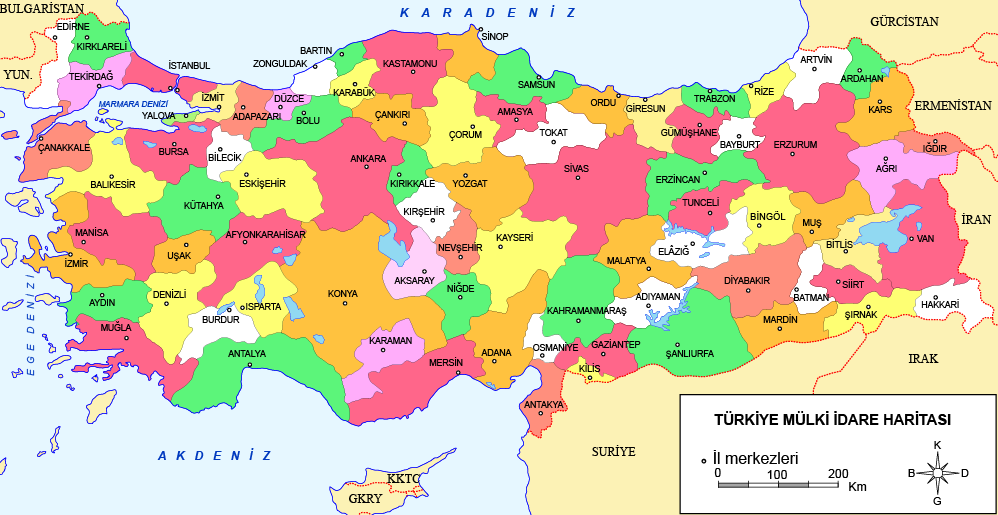 BULGARİSTAN
KARADENİZ
GÜRCİSTAN
EDİRNE
KIRKLARELİ
SİNOP
BARTIN
ZONGULDAK
KASTAMONU
ARTVİN
YUN.
TEKİRDAĞ
İSTANBUL
ARDAHAN
KARABÜK
SAMSUN
RİZE
TRABZON
MARMARA DENİZİ
İZMİT
DÜZCE
ORDU
GİRESUN
KARS
ERMENİSTAN
YALOVA
ADAPAZARI
BOLU
ÇANKIRI
AMASYA
ÇORUM
TOKAT
GÜMÜŞHANE
BAYBURT
ERZURUM
IĞDIR
ÇANAKKALE
BURSA
BİLECİK
ANKARA
SİVAS
AĞRI
BALIKESİR
ESKİŞEHİR
KIRIKKALE
YOZGAT
ERZİNCAN
KÜTAHYA
KIRŞEHİR
TUNCELİ
BİNGÖL
MUŞ
İRAN
MANİSA
AFYONKARAHİSAR
UŞAK
NEVŞEHİR
KAYSERİ
ELÂZIĞ
BİTLİS
VAN
İZMİR
MALATYA
AKSARAY
DİYABAKIR
SİİRT
AYDIN
DENİZLİ
ISPARTA
KONYA
NİĞDE
ADIYAMAN
BATMAN
HAKKARİ
EGE DENİZİ
BURDUR
KAHRAMANMARAŞ
MARDİN
ŞIRNAK
MUĞLA
ANTALYA
KARAMAN
MERSİN
ADANA
OSMANİYE
GAZİANTEP
ŞANLIURFA
KİLİS
IRAK
ANTAKYA
AKDENİZ
SURİYE
KKTC
GKRY
TÜRKİYE MÜLKİ İDARE HARİTASI
İl merkezleri
0 100 200
Km
K
B D
G